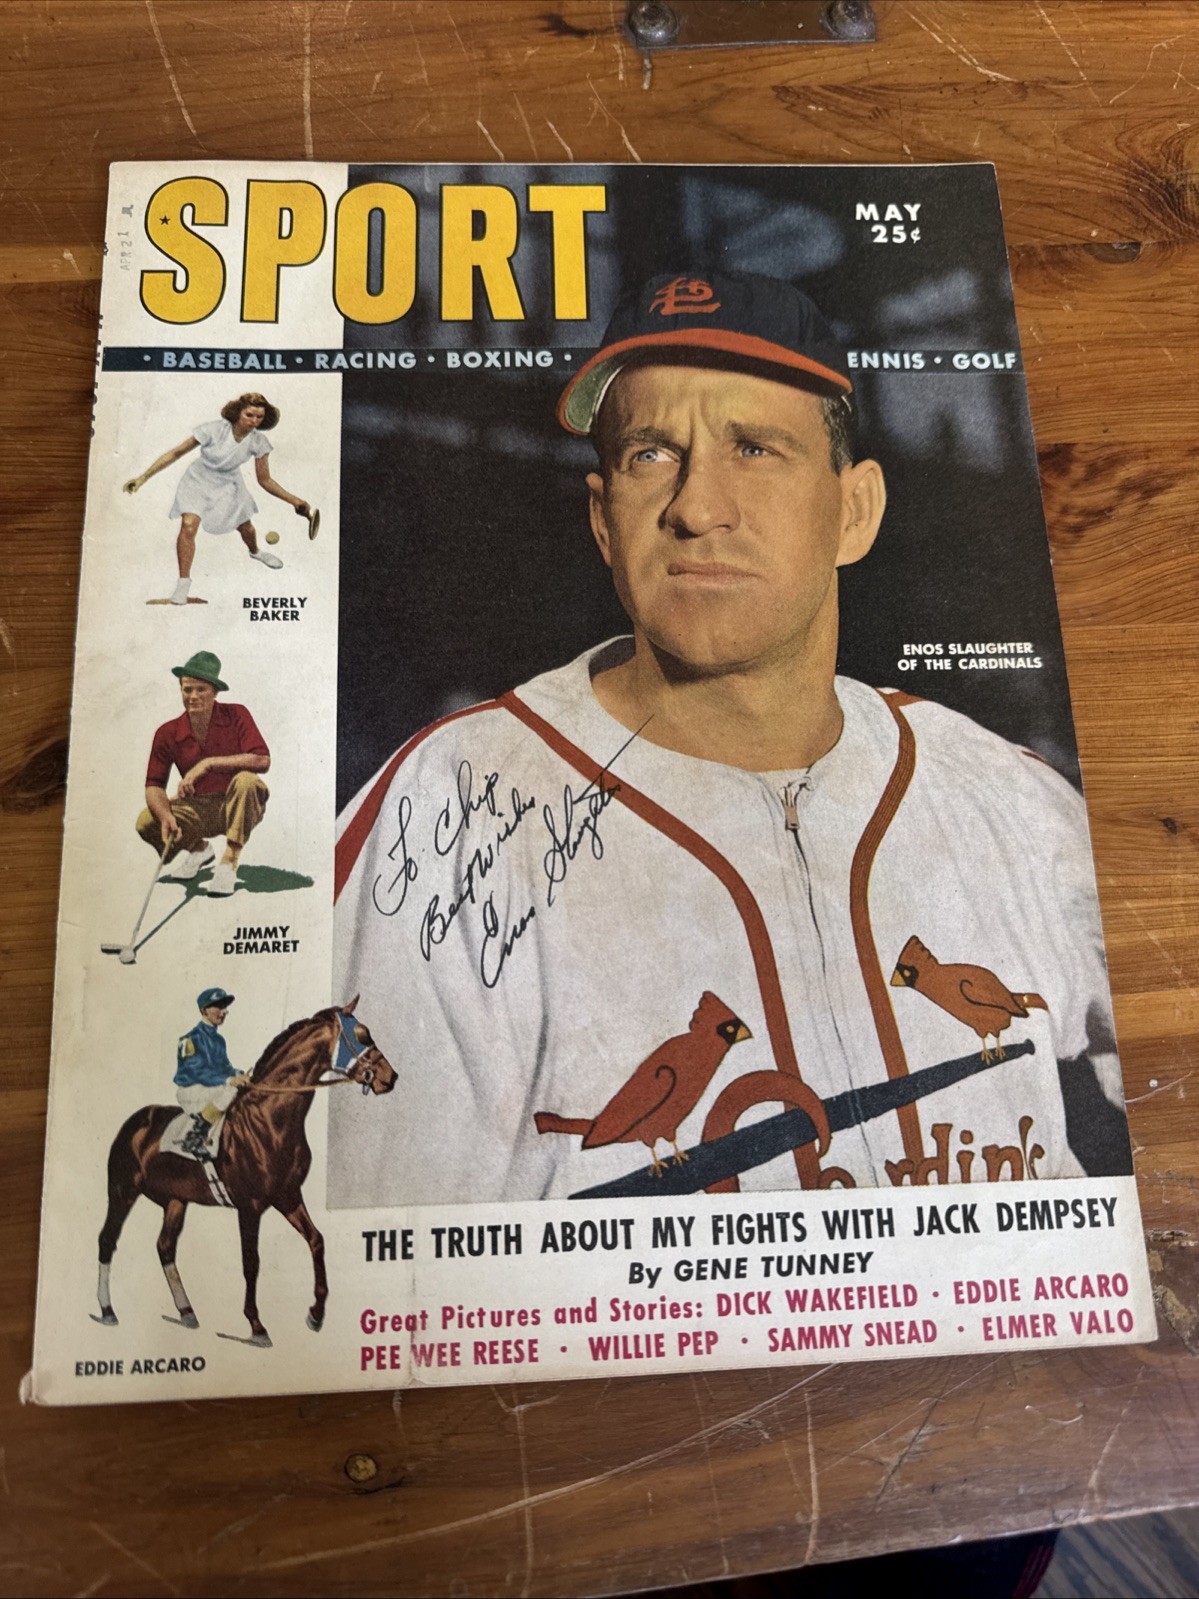 SPORT
MAY
25¢
APR 21
• BASEBALL • RACING • BOXING •
ENNIS • GOLF
BEVERLY
BAKER
ENOS SLAUGHTER
OF THE CARDINALS
To Chip
Best Wishes
Enos Slaughter
JIMMY
DEMARET
THE TRUTH ABOUT MY FIGHTS WITH JACK DEMPSEY
By GENE TUNNEY
Great Pictures and Stories: DICK WAKEFIELD • EDDIE ARCARO
PEE WEE REESE • WILLIE PEP • SAMMY SNEAD • ELMER VALO
EDDIE ARCARO